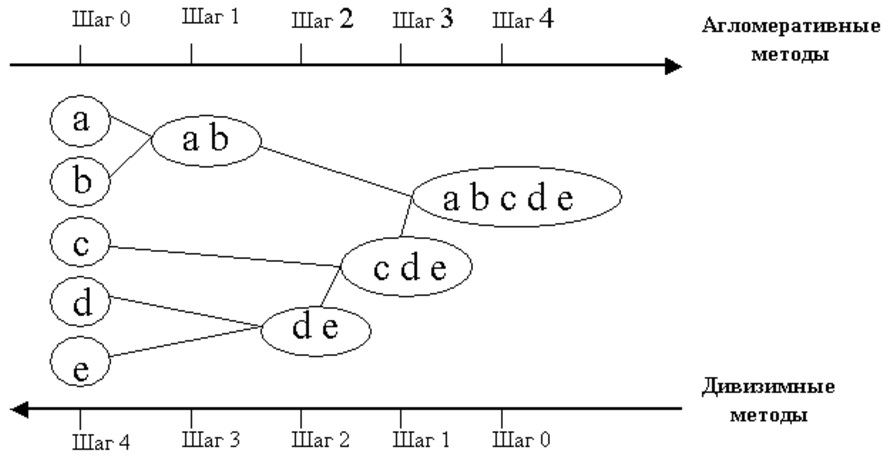 Шаг 0 Шаг 1 Шаг 2 Шаг 3 Шаг 4
Агломеративные
методы
a
a b
b
a b c d e
c
c d e
d
d e
e
Дивизимные
методы
Шаг 4 Шаг 3 Шаг 2 Шаг 1 Шаг 0